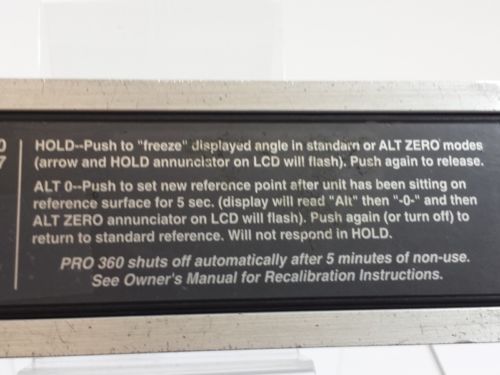 0
7
HOLD--Push to "freeze" displayed angle in standard or ALT ZERO modes
(arrow and HOLD annunciator on LCD will flash). Push again to release.
ALT 0--Push to set new reference point after unit has been sitting on
reference surface for 5 sec. (display will read "Alt" then "-0-" and then
ALT ZERO annunciator on LCD will flash). Push again (or turn off) to
return to standard reference. Will not respond in HOLD.
PRO 360 shuts off automatically after 5 minutes of non-use.
See Owner's Manual for Recalibration Instructions.